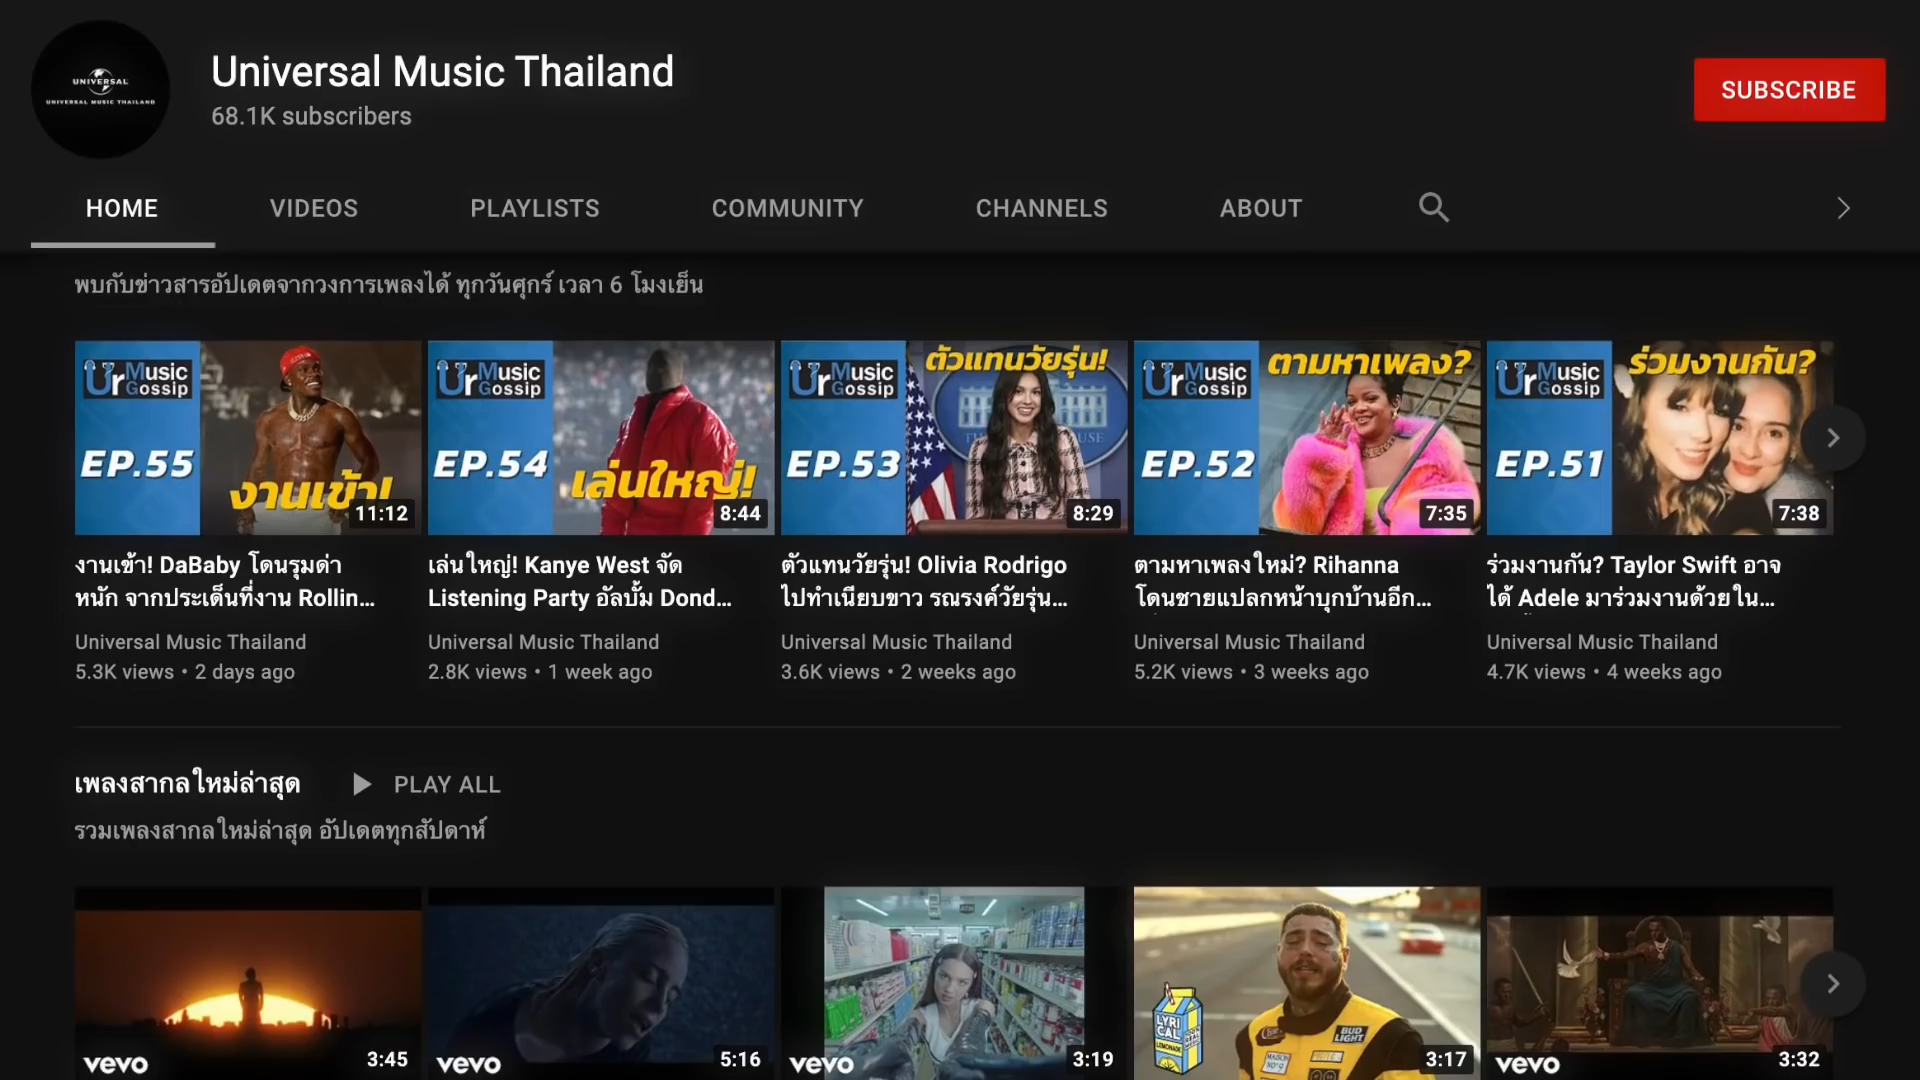 UNIVERSAL
UNIVERSAL MUSIC THAILAND
Universal Music Thailand
68.1K subscribers
SUBSCRIBE
HOME
VIDEOS
PLAYLISTS
COMMUNITY
CHANNELS
ABOUT
พบกับข่าวสารอัปเดตจากวงการเพลงได้ ทุกวันศุกร์ เวลา 6 โมงเย็น
Ur Music Gossip
EP.55
งานเข้า!
11:12
Ur Music Gossip
EP.54
เล่นใหญ่!
8:44
Ur Music Gossip
EP.53
ตัวแทนวัยรุ่น!
8:29
Ur Music Gossip
EP.52
ตามหาเพลง?
7:35
Ur Music Gossip
EP.51
ร่วมงานกัน?
7:38
งานเข้า! DaBaby โดนรุมด่า
หนัก จากประเด็นที่งาน Rollin...
Universal Music Thailand
5.3K views • 2 days ago
เล่นใหญ่! Kanye West จัด
Listening Party อัลบั้ม Dond...
Universal Music Thailand
2.8K views • 1 week ago
ตัวแทนวัยรุ่น! Olivia Rodrigo
ไปทำเนียบขาว รณรงค์วัยรุ่น...
Universal Music Thailand
3.6K views • 2 weeks ago
ตามหาเพลงใหม่? Rihanna
โดนชายแปลกหน้าบุกบ้านอีก...
Universal Music Thailand
5.2K views • 3 weeks ago
ร่วมงานกัน? Taylor Swift อาจ
ได้ Adele มาร่วมงานด้วยใน...
Universal Music Thailand
4.7K views • 4 weeks ago
เพลงสากลใหม่ล่าสุด
PLAY ALL
รวมเพลงสากลใหม่ล่าสุด อัปเดตทุกสัปดาห์
vevo
3:45
vevo
5:16
vevo
3:19
LYRI
CAL
LEMONADE
BUD
LIGHT
3:17
vevo
3:32